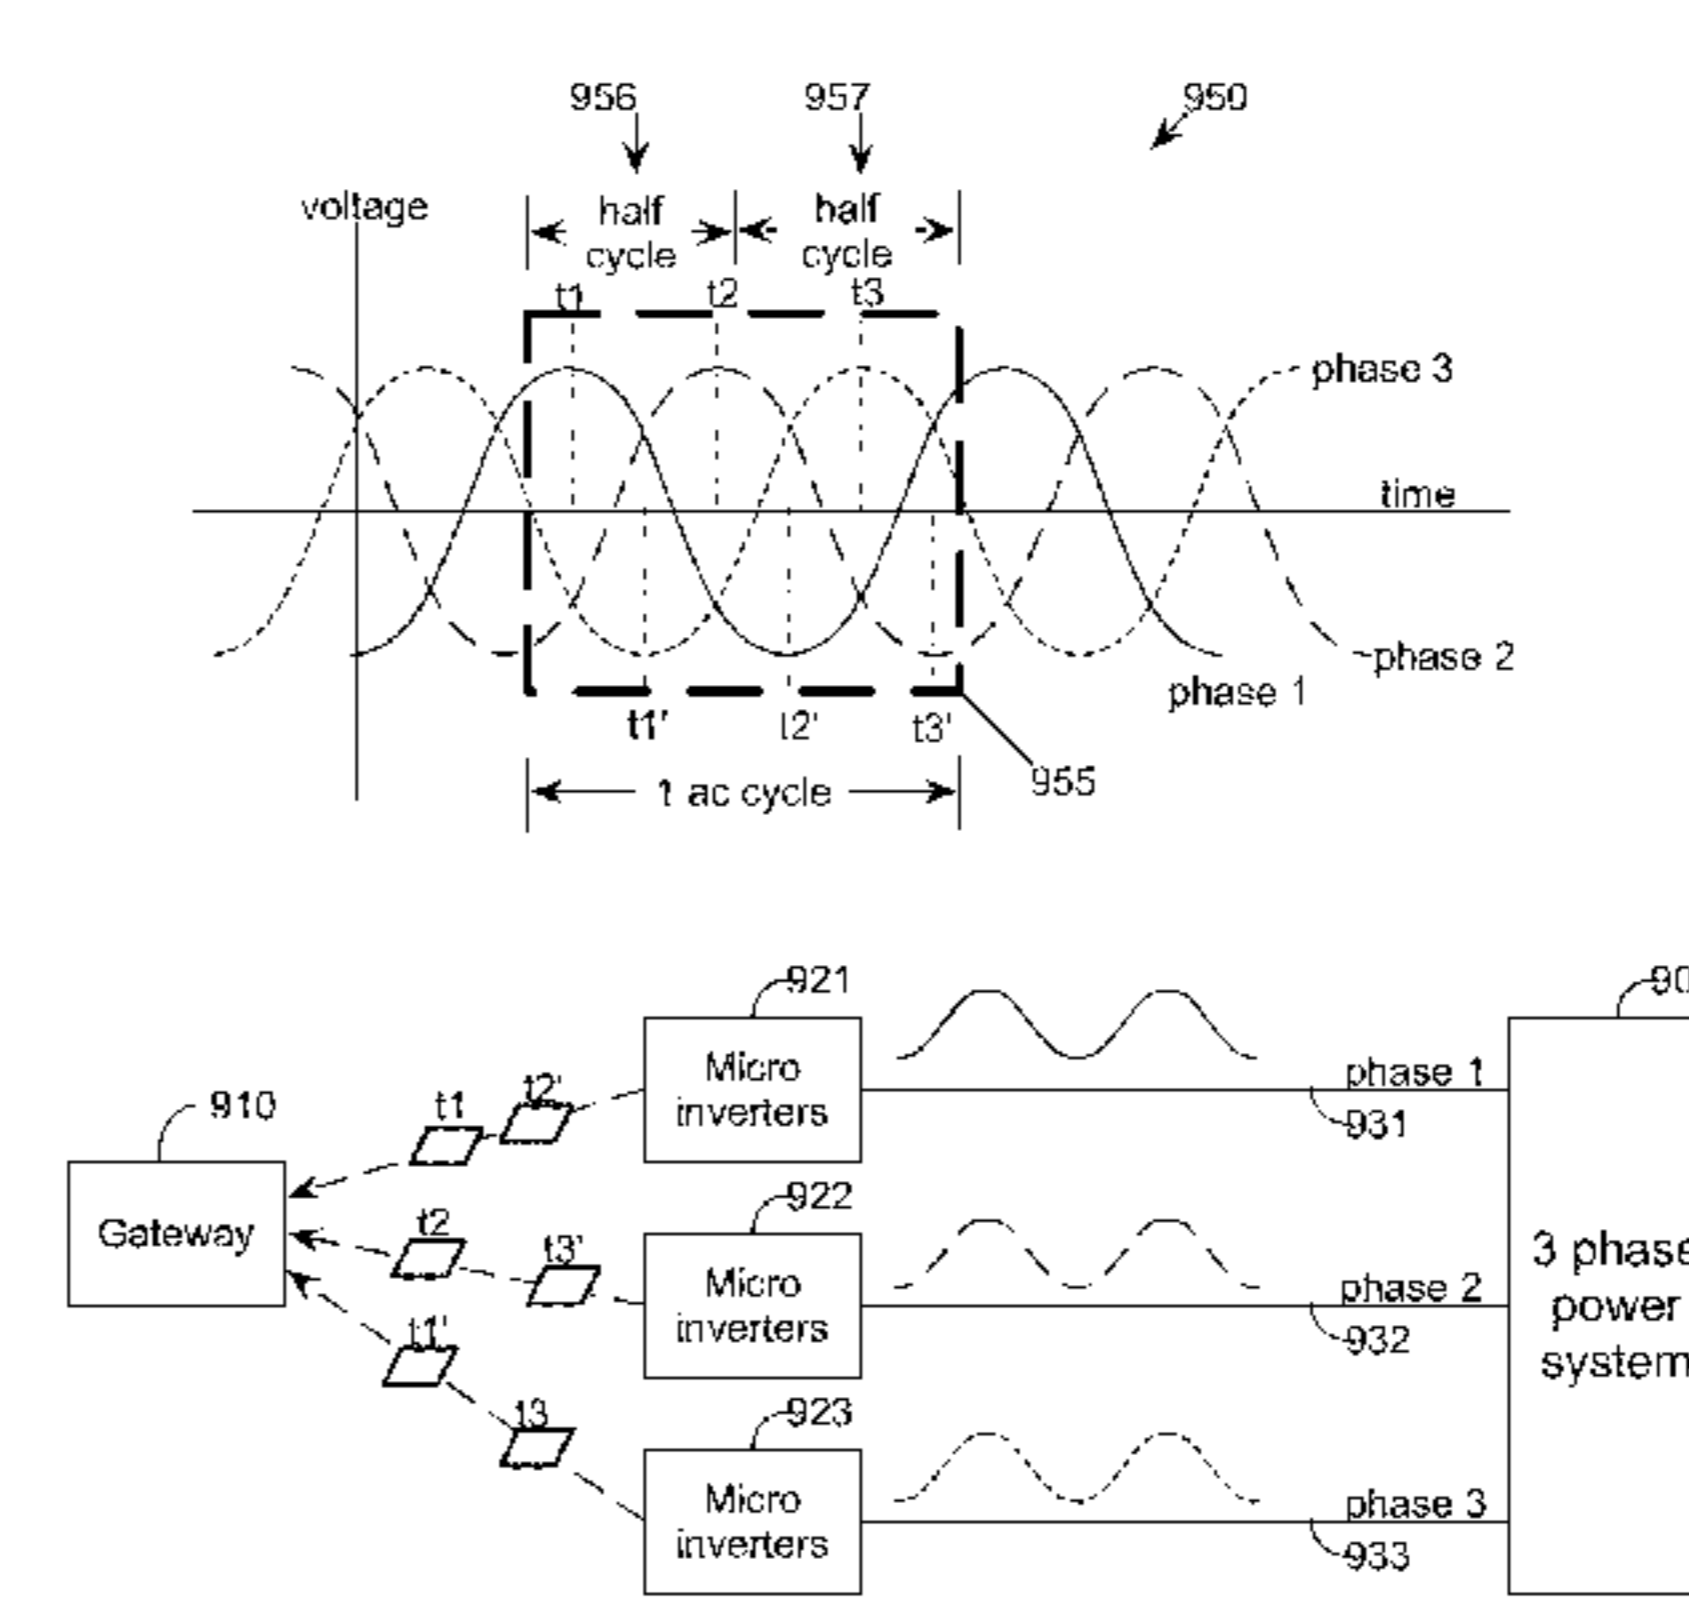 956
957
950
voltage
half
cycle
half
cycle
t1
t2
t3
phase 3
time
phase 2
phase 1
t1'
t2'
t3'
955
1 ac cycle
921
90
Micro
inverters
phase 1
931
t2'
t1
910
Gateway
922
Micro
inverters
phase 2
932
t2
t3'
3 phase
power
system
t1'
t3
923
Micro
inverters
phase 3
933